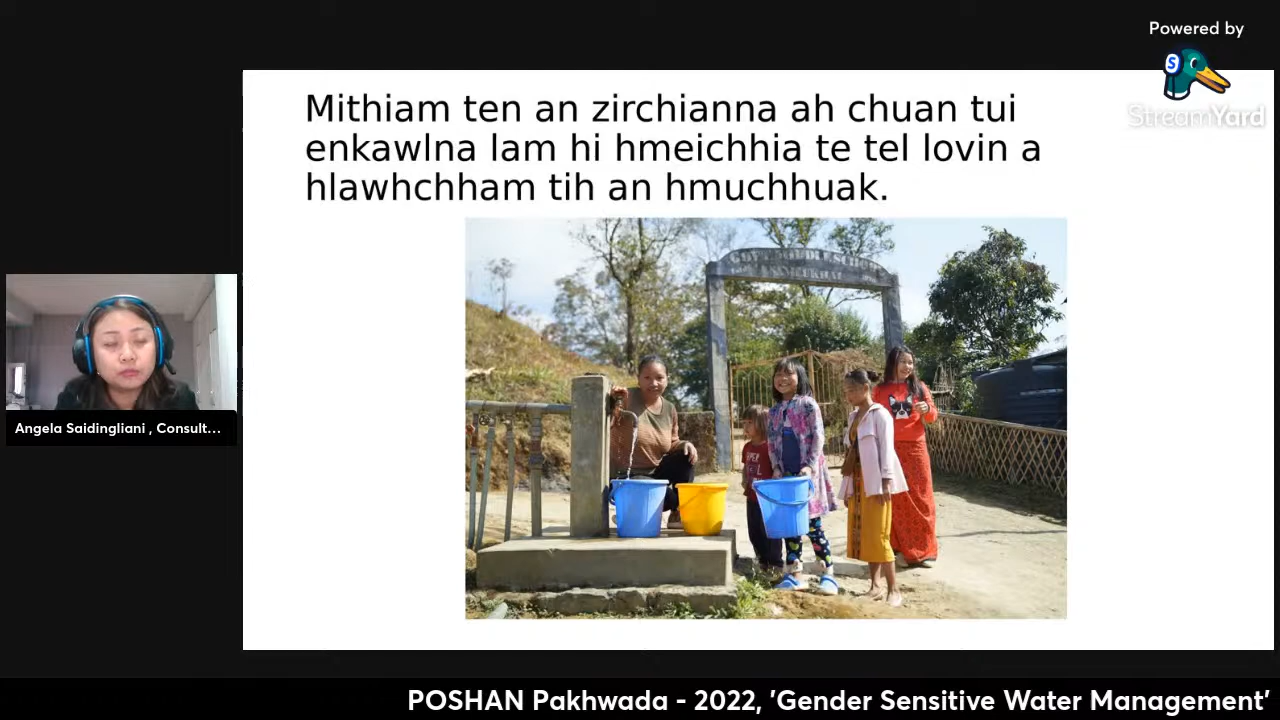 Powered by
StreamYard
Mithiam ten an zirchianna ah chuan tui
enkawlna lam hi hmeichhia te tel lovin a
hlawhchham tih an hmuchhuak.
Angela Saidingliani , Consult...
POSHAN Pakhwada - 2022, 'Gender Sensitive Water Management'